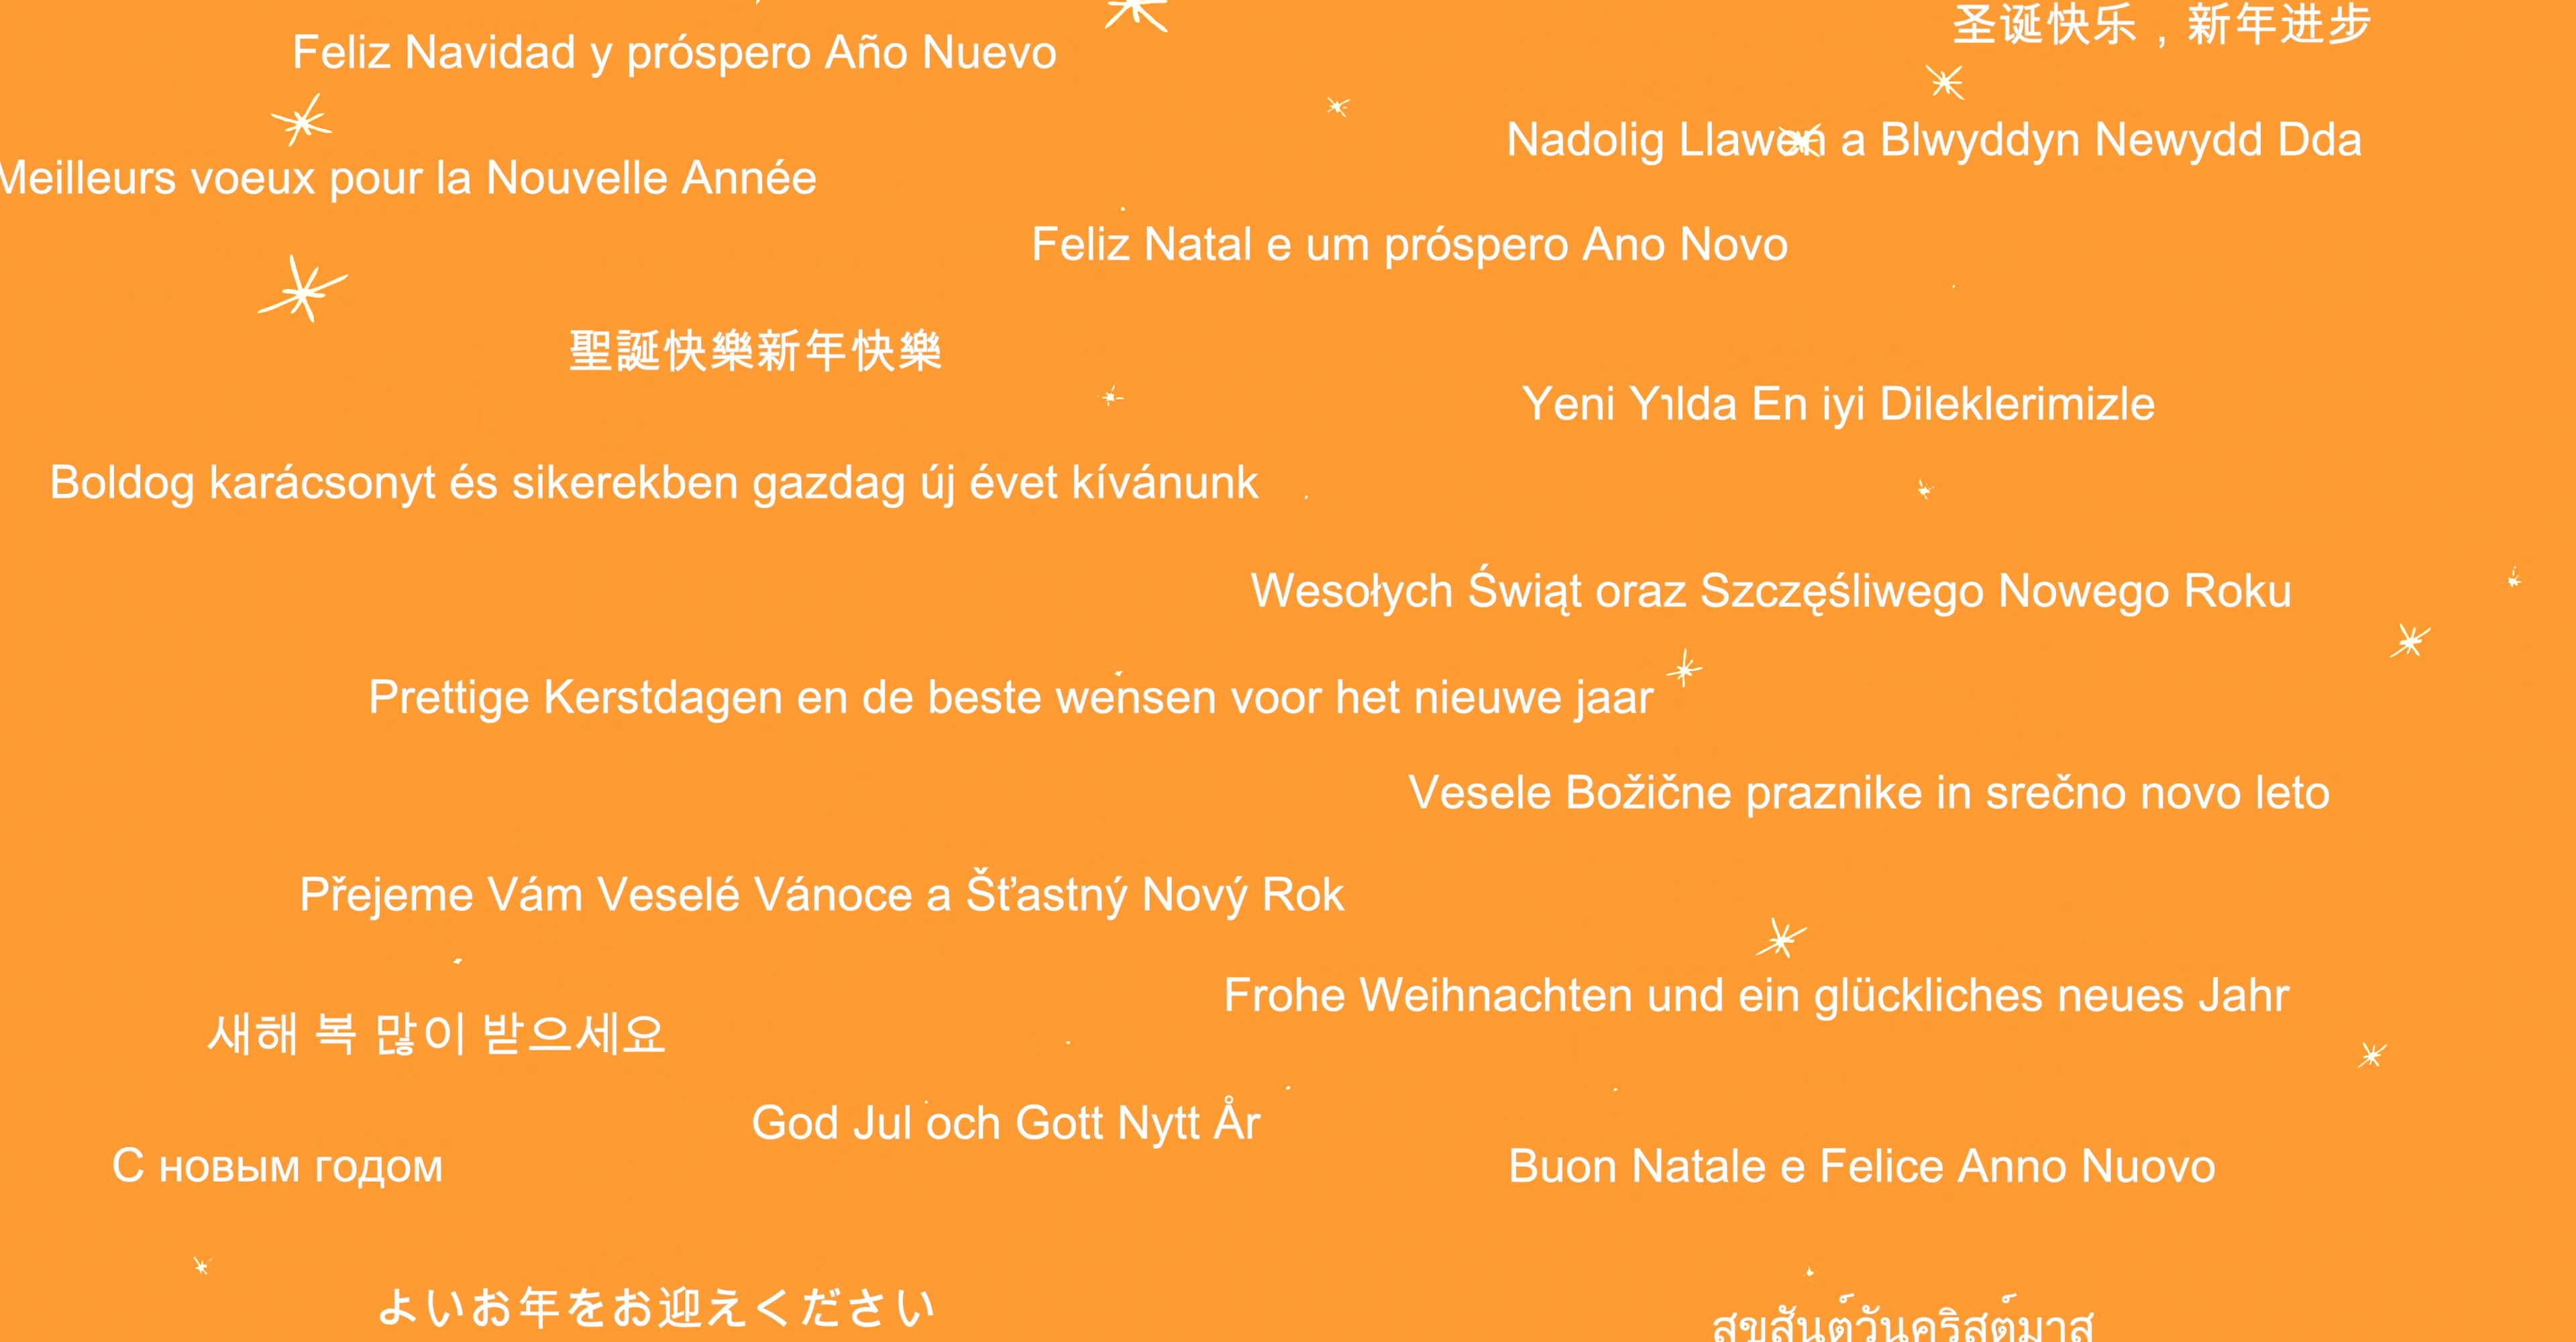 圣诞快乐，新年进步
Feliz Navidad y próspero Año Nuevo
Nadolig Llawen a Blwyddyn Newydd Dda
Meilleurs voeux pour la Nouvelle Année
Feliz Natal e um próspero Ano Novo
聖誕快樂新年快樂
Yeni Yılda En iyi Dileklerimizle
Boldog karácsonyt és sikerekben gazdag új évet kívánunk
Wesołych Świąt oraz Szczęśliwego Nowego Roku
Prettige Kerstdagen en de beste wensen voor het nieuwe jaar
Vesele Božične praznike in srečno novo leto
Přejeme Vám Veselé Vánoce a Šťastný Nový Rok
Frohe Weihnachten und ein glückliches neues Jahr
새해 복 많이 받으세요
God Jul och Gott Nytt År
С новым годом
Buon Natale e Felice Anno Nuovo
よいお年をお迎えください
สขสันต์วันคริสต์มาส